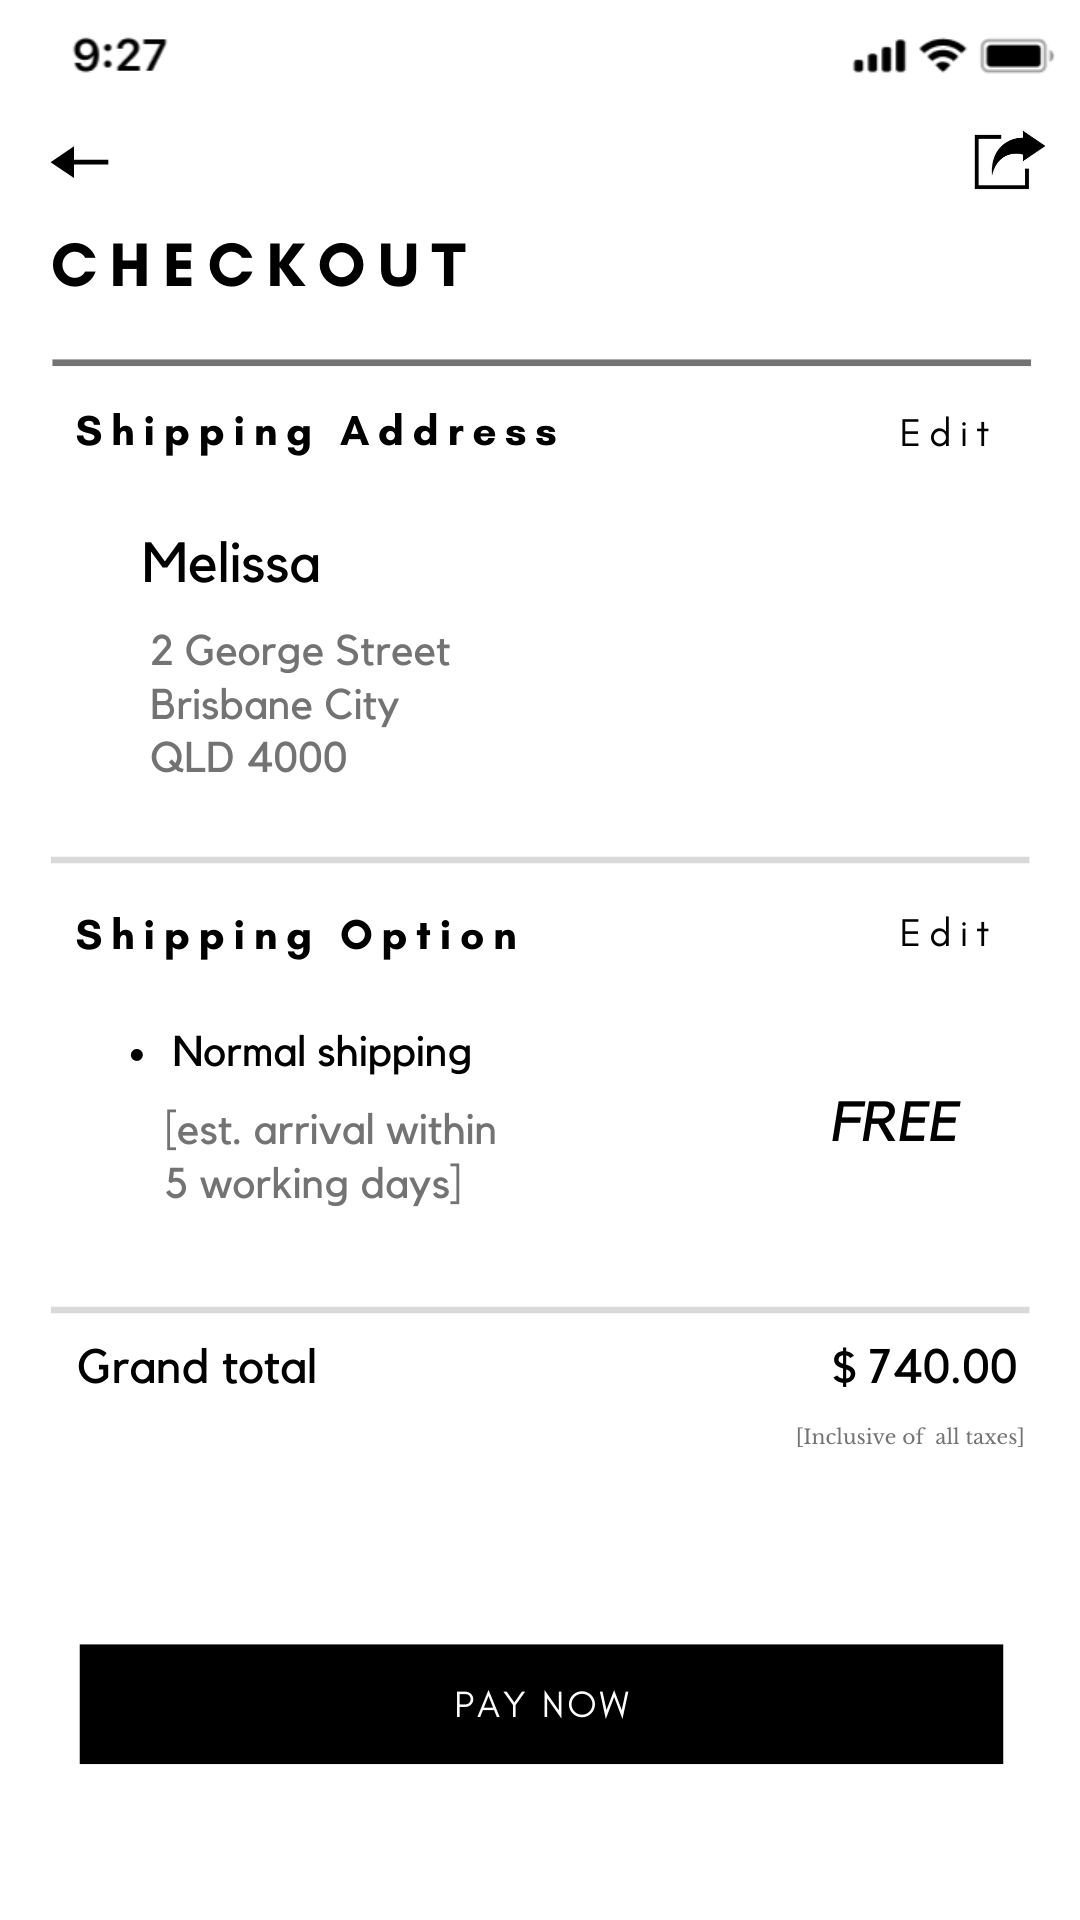 9:27
CHECKOUT
Shipping Address
Edit
Melissa
2 George Street
Brisbane City
QLD 4000
Shipping Option
Edit
• Normal shipping
[est. arrival within
5 working days]
FREE
Grand total
$ 740.00
[Inclusive of all taxes]
PAY NOW